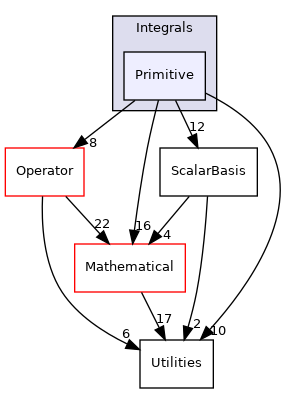 Integrals
Primitive
8
12
Operator
ScalarBasis
22
16
4
Mathematical
17
6
2
10
Utilities